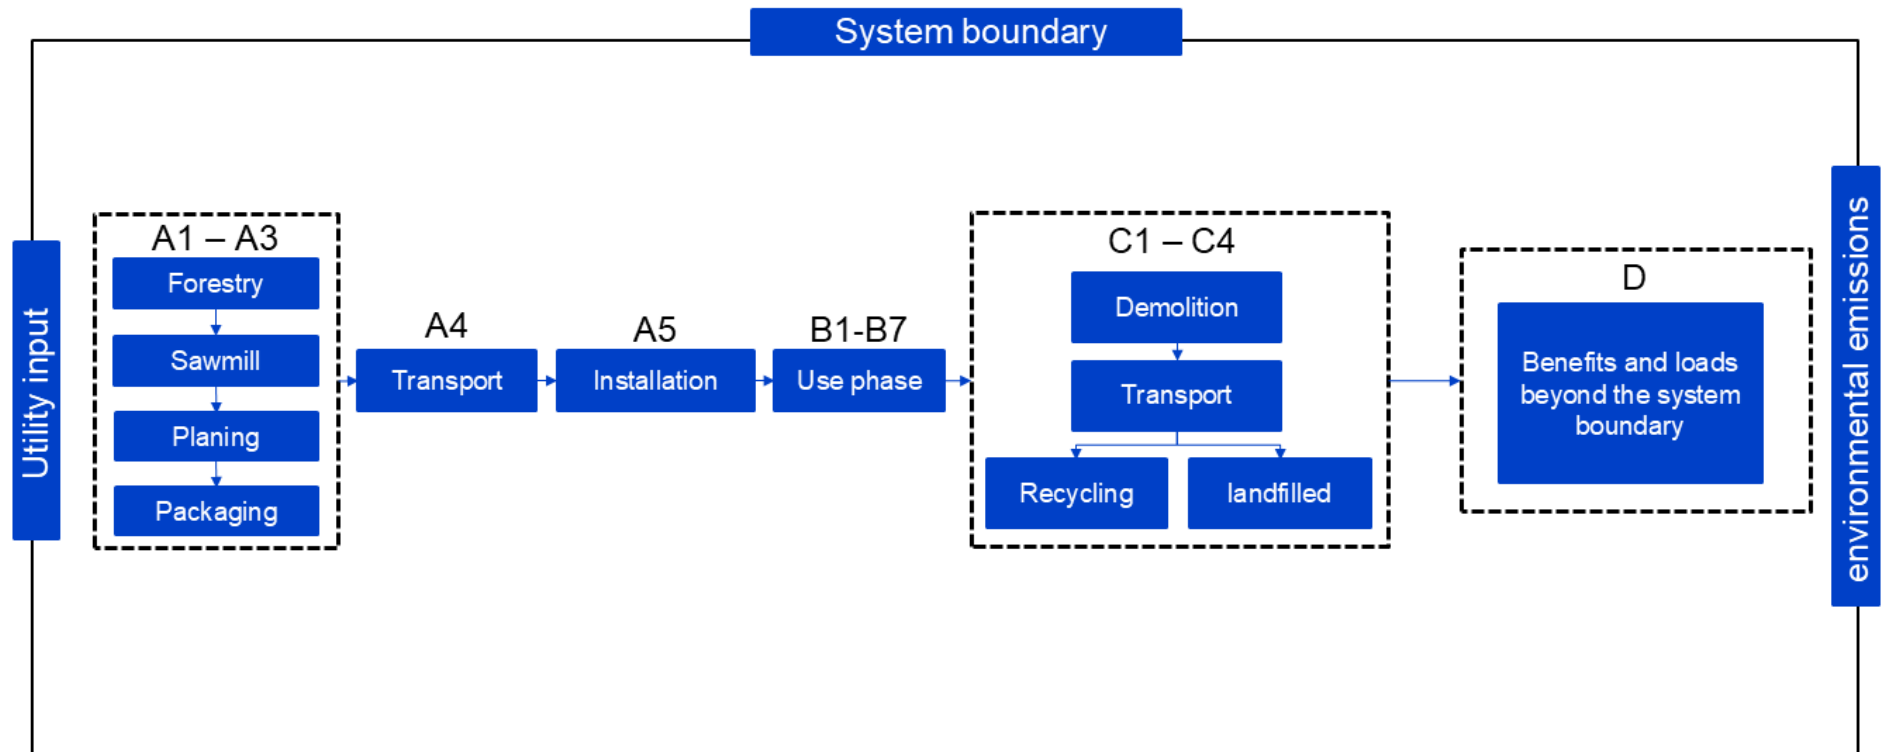 System boundary
Utility input
A1 – A3
Forestry
Sawmill
Planing
Packaging
A4
Transport
A5
Installation
B1-B7
Use phase
C1 – C4
Demolition
Transport
Recycling
landfilled
D
Benefits and loads
beyond the system
boundary
environmental emissions